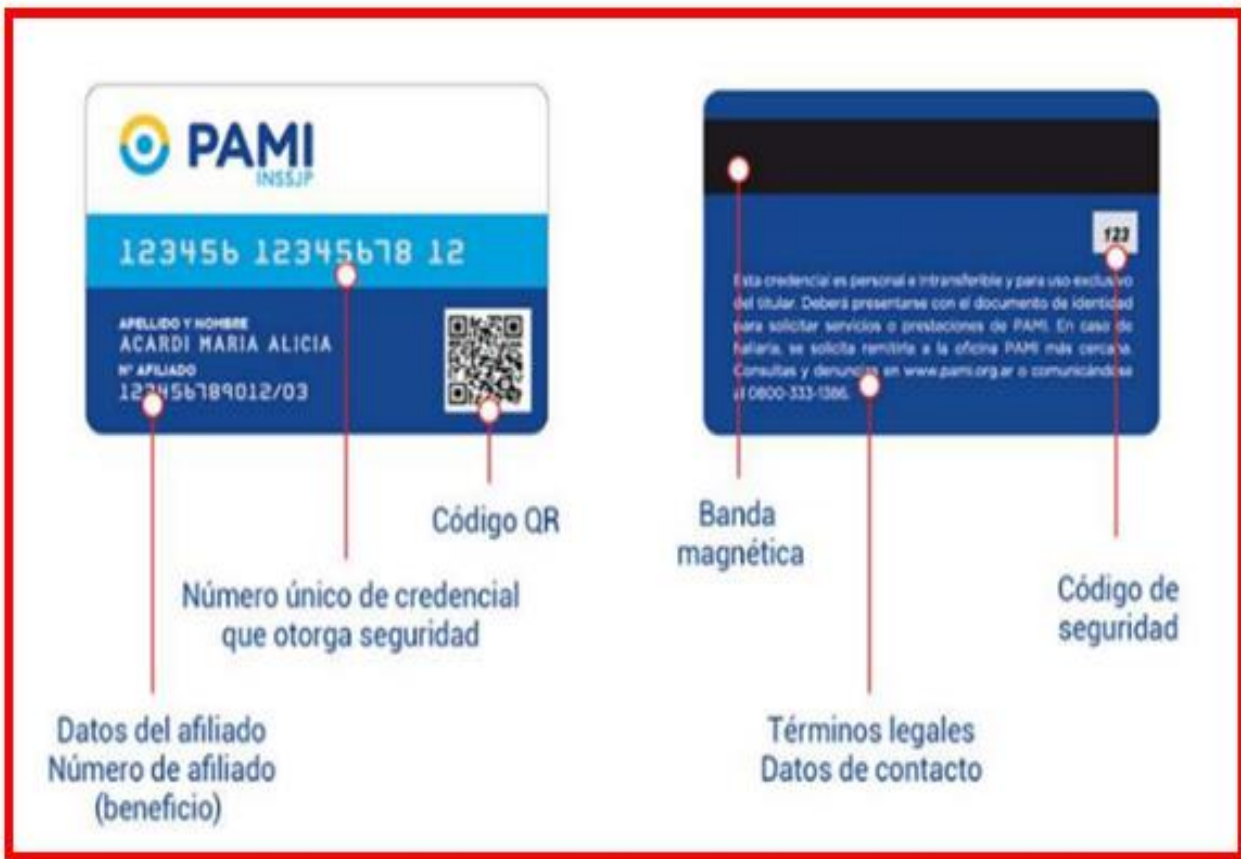 PAMI
INSSJP
123456 12345678 12
APELLIDO Y NOMBRE
ACARDI MARIA ALICIA
N° AFILIADO
123456789012/03
123
Esta credencial es personal e intransferible y para uso exclusivo
del titular. Deberá presentarse con el documento de identidad
para solicitar servicios o prestaciones de PAMI. En caso de
hallarla, se solicita remitirla a la oficina PAMI más cercana.
Consultas y denuncias en www.pami.org.ar o comunicándose
al 0800-333-1386.
Código QR
Número único de credencial
que otorga seguridad
Datos del afiliado
Número de afiliado
(beneficio)
Banda
magnética
Código de
seguridad
Términos legales
Datos de contacto